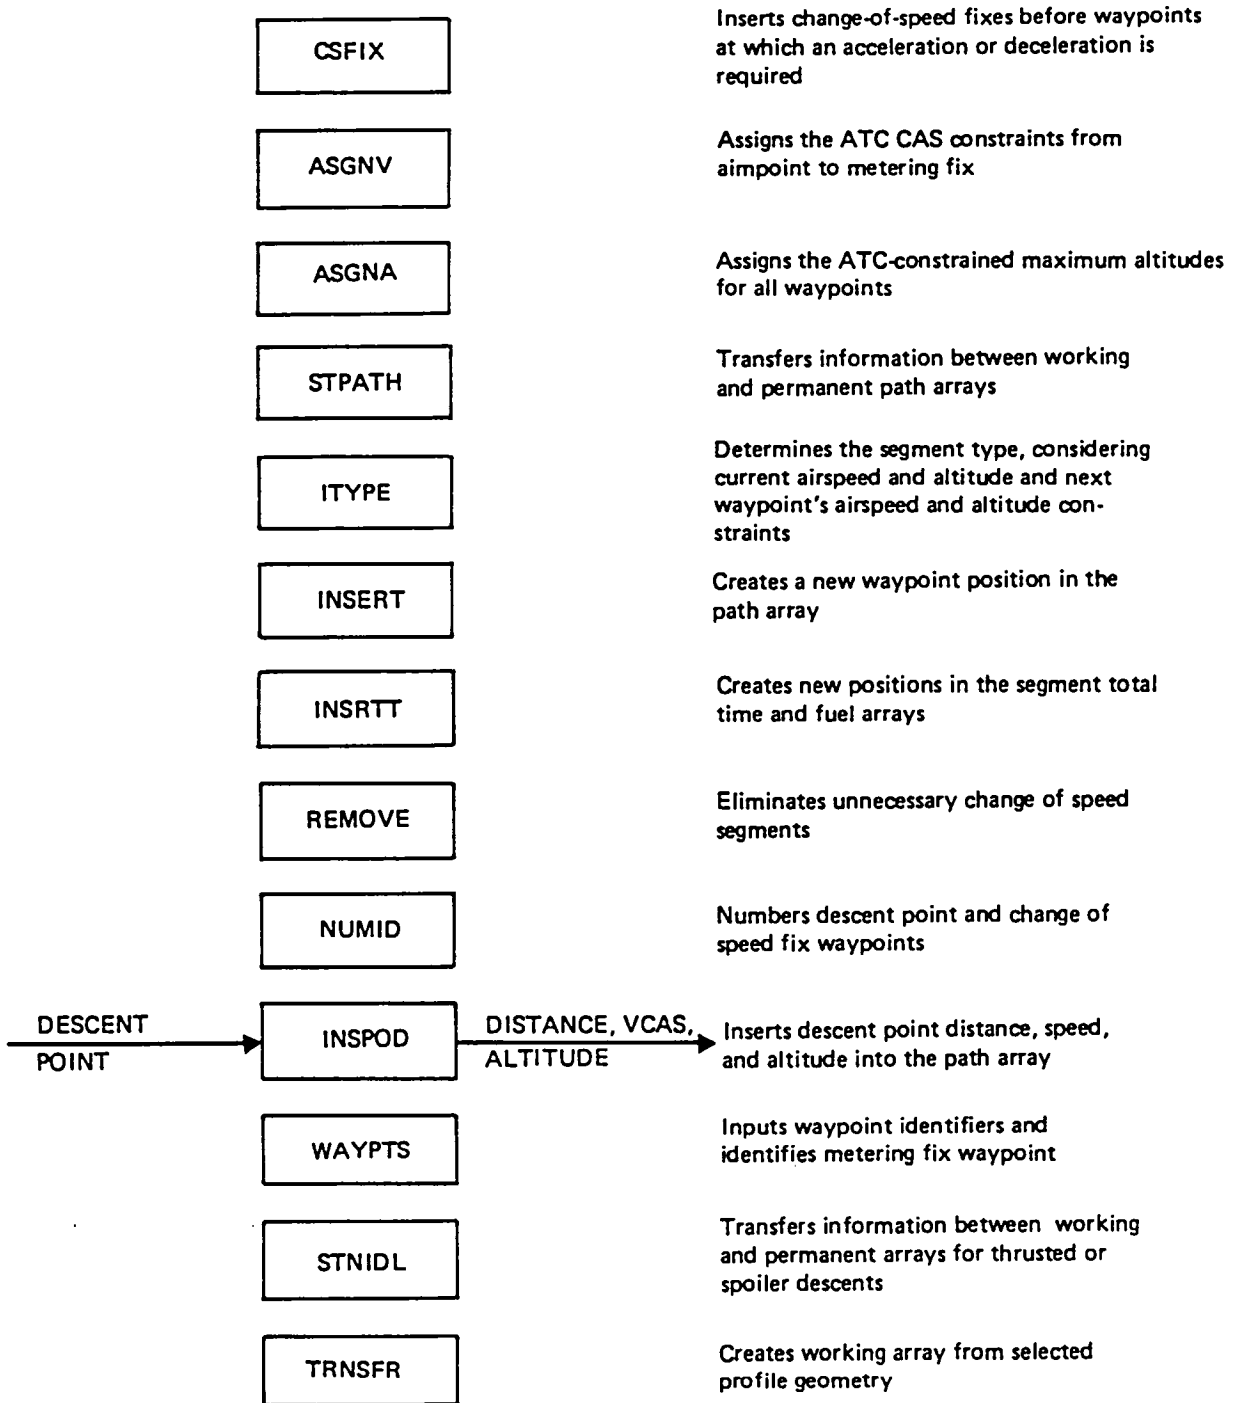 CSFIX
Inserts change-of-speed fixes before waypoints
at which an acceleration or deceleration is
required
ASGNV
Assigns the ATC CAS constraints from
aimpoint to metering fix
ASGNA
Assigns the ATC-constrained maximum altitudes
for all waypoints
STPATH
Transfers information between working
and permanent path arrays
ITYPE
Determines the segment type, considering
current airspeed and altitude and next
waypoint's airspeed and altitude con-
straints
INSERT
Creates a new waypoint position in the
path array
INSRTT
Creates new positions in the segment total
time and fuel arrays
REMOVE
Eliminates unnecessary change of speed
segments
NUMID
Numbers descent point and change of
speed fix waypoints
DESCENT
POINT
INSPOD
DISTANCE, VCAS,
ALTITUDE
Inserts descent point distance, speed,
and altitude into the path array
WAYPTS
Inputs waypoint identifiers and
identifies metering fix waypoint
STNIDL
Transfers information between working
and permanent arrays for thrusted or
spoiler descents
TRNSFR
Creates working array from selected
profile geometry